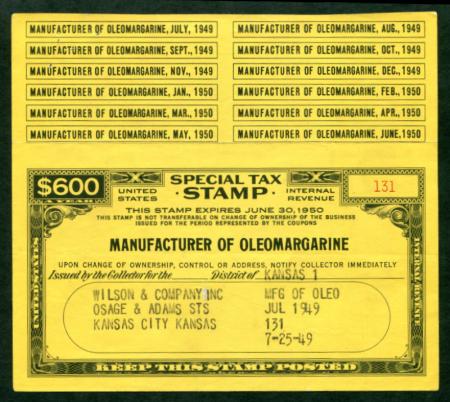 MANUFACTURER OF OLEOMARGARINE, JULY, 1949 MANUFACTURER OF OLEOMARGARINE, AUG., 1949
MANUFACTURER OF OLEOMARGARINE, SEPT., 1949 MANUFACTURER OF OLEOMARGARINE, OCT., 1949
MANUFACTURER OF OLEOMARGARINE, NOV., 1949 MANUFACTURER OF OLEOMARGARINE, DEC., 1949
MANUFACTURER OF OLEOMARGARINE, JAN., 1950 MANUFACTURER OF OLEOMARGARINE, FEB., 1950
MANUFACTURER OF OLEOMARGARINE, MAR., 1950 MANUFACTURER OF OLEOMARGARINE, APR., 1950
MANUFACTURER OF OLEOMARGARINE, MAY, 1950 MANUFACTURER OF OLEOMARGARINE, JUNE, 1950
$600
A YEAR
UNITED STATES
SPECIAL TAX
STAMP
INTERNAL REVENUE
131
THIS STAMP EXPIRES JUNE 30, 1950
THIS STAMP IS NOT TRANSFERABLE ON CHANGE OF OWNERSHIP OF THE BUSINESS
ISSUED FOR THE PERIOD REPRESENTED BY THE COUPONS
MANUFACTURER OF OLEOMARGARINE
UPON CHANGE OF OWNERSHIP, CONTROL OR ADDRESS, NOTIFY COLLECTOR IMMEDIATELY
Issued by the Collector for the District of KANSAS 1
WILSON & COMPANY INC MFG OF OLEO
OSAGE & ADAMS STS JUL 1949
KANSAS CITY KANSAS 131
7-25-49
UNITED STATES
INTERNAL REVENUE
KEEP THIS STAMP POSTED